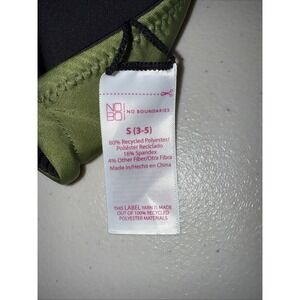 NO
BO
NO BOUNDARIES
S (3-5)
80% Recycled Polyester/
Poliéster Reciclado
16% Spandex
4% Other Fiber/Otra Fibra
Made in/Hecho en China
THIS LABEL YARN IS MADE
OUT OF 100% RECYCLED
POLYESTER MATERIALS